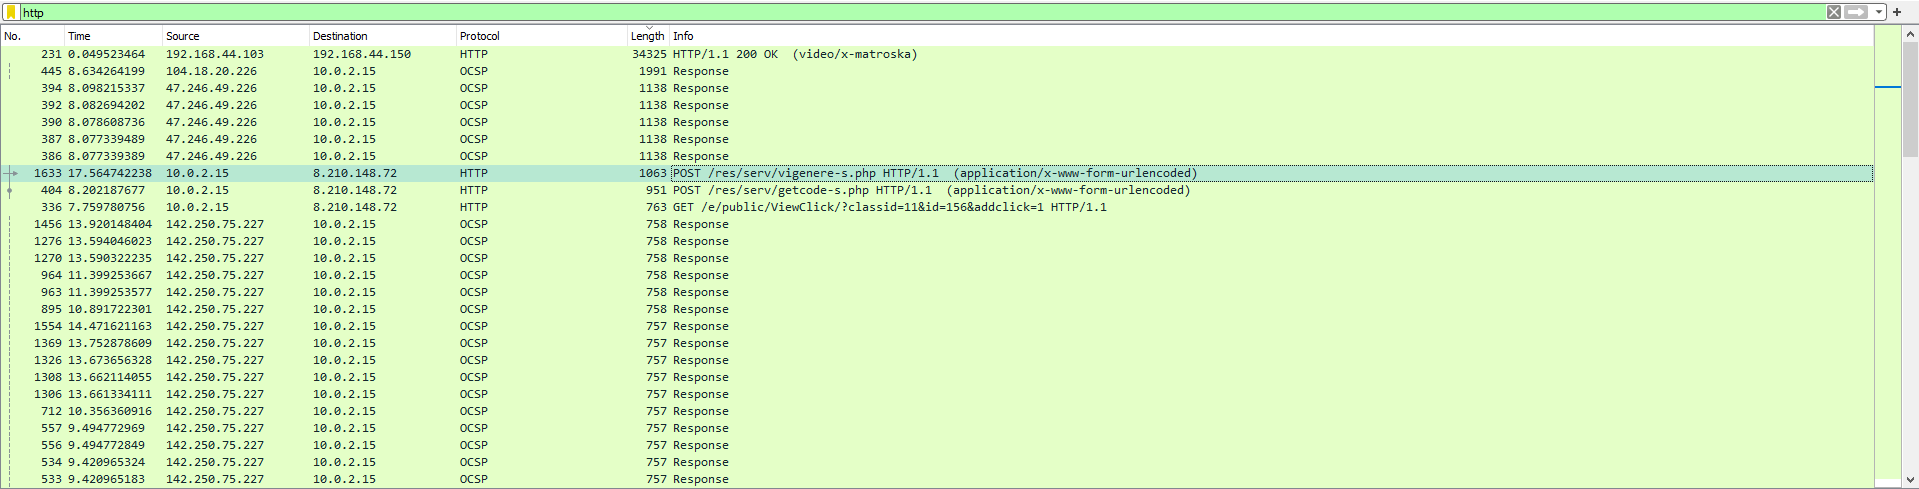 http
No. Time Source Destination Protocol Length Info
231 0.049523464 192.168.44.103 192.168.44.150 HTTP 34325 HTTP/1.1 200 OK (video/x-matroska)
445 8.634264199 104.18.20.226 10.0.2.15 OCSP 1991 Response
394 8.098215337 47.246.49.226 10.0.2.15 OCSP 1138 Response
392 8.082694202 47.246.49.226 10.0.2.15 OCSP 1138 Response
390 8.078608736 47.246.49.226 10.0.2.15 OCSP 1138 Response
387 8.077339489 47.246.49.226 10.0.2.15 OCSP 1138 Response
386 8.077339389 47.246.49.226 10.0.2.15 OCSP 1138 Response
1633 17.564742238 10.0.2.15 8.210.148.72 HTTP 1063 POST /res/serv/vigenere-s.php HTTP/1.1 (application/x-www-form-urlencoded)
404 8.202187677 10.0.2.15 8.210.148.72 HTTP 951 POST /res/serv/getcode-s.php HTTP/1.1 (application/x-www-form-urlencoded)
336 7.759780756 10.0.2.15 8.210.148.72 HTTP 763 GET /e/public/ViewClick/?classid=11&id=156&addclick=1 HTTP/1.1
1456 13.920148404 142.250.75.227 10.0.2.15 OCSP 758 Response
1276 13.594046023 142.250.75.227 10.0.2.15 OCSP 758 Response
1270 13.590322235 142.250.75.227 10.0.2.15 OCSP 758 Response
964 11.399253667 142.250.75.227 10.0.2.15 OCSP 758 Response
963 11.399253577 142.250.75.227 10.0.2.15 OCSP 758 Response
895 10.891722301 142.250.75.227 10.0.2.15 OCSP 758 Response
1554 14.471621163 142.250.75.227 10.0.2.15 OCSP 757 Response
1369 13.752878609 142.250.75.227 10.0.2.15 OCSP 757 Response
1326 13.673656328 142.250.75.227 10.0.2.15 OCSP 757 Response
1308 13.662114055 142.250.75.227 10.0.2.15 OCSP 757 Response
1306 13.661334111 142.250.75.227 10.0.2.15 OCSP 757 Response
712 10.356360916 142.250.75.227 10.0.2.15 OCSP 757 Response
557 9.494772969 142.250.75.227 10.0.2.15 OCSP 757 Response
556 9.494772849 142.250.75.227 10.0.2.15 OCSP 757 Response
534 9.420965324 142.250.75.227 10.0.2.15 OCSP 757 Response
533 9.420965183 142.250.75.227 10.0.2.15 OCSP 757 Response